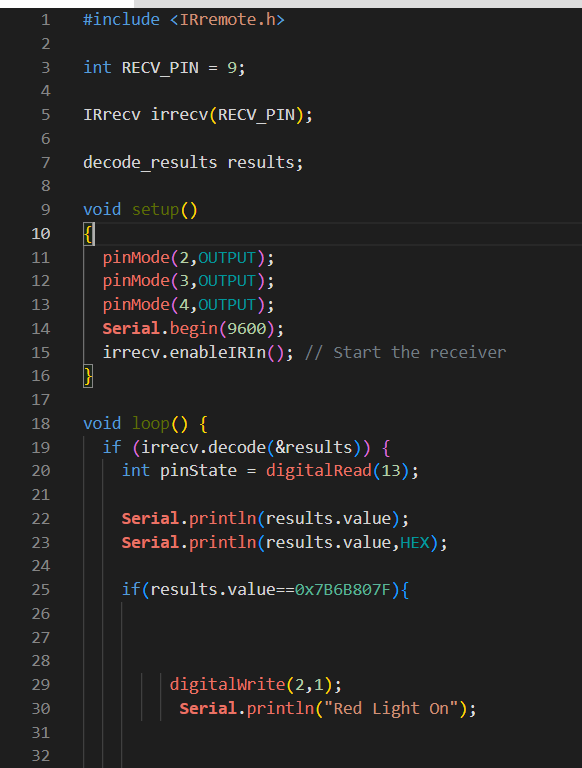 1 #include <IRremote.h>
2
3 int RECV_PIN = 9;
4
5 IRrecv irrecv(RECV_PIN);
6
7 decode_results results;
8
9 void setup()
10 {
11 pinMode(2,OUTPUT);
12 pinMode(3,OUTPUT);
13 pinMode(4,OUTPUT);
14 Serial.begin(9600);
15 irrecv.enableIRIn(); // Start the receiver
16 }
17
18 void loop() {
19 if (irrecv.decode(&results)) {
20 int pinState = digitalRead(13);
21
22 Serial.println(results.value);
23 Serial.println(results.value,HEX);
24
25 if(results.value==0x7B6B807F){
26
27
28
29 digitalWrite(2,1);
30 Serial.println("Red Light On");
31
32